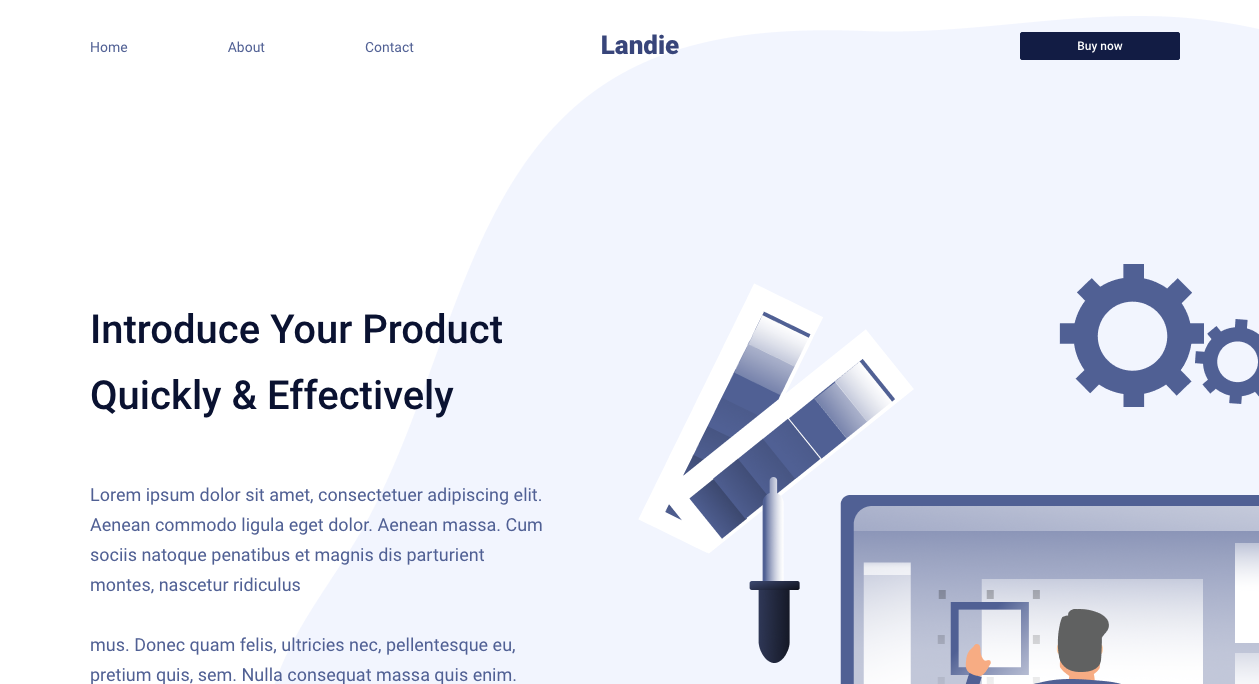 Home
About
Contact
Landie
Buy now
Introduce Your Product
Quickly & Effectively
Lorem ipsum dolor sit amet, consectetuer adipiscing elit.
Aenean commodo ligula eget dolor. Aenean massa. Cum
sociis natoque penatibus et magnis dis parturient
montes, nascetur ridiculus
mus. Donec quam felis, ultricies nec, pellentesque eu,
pretium quis, sem. Nulla consequat massa quis enim.